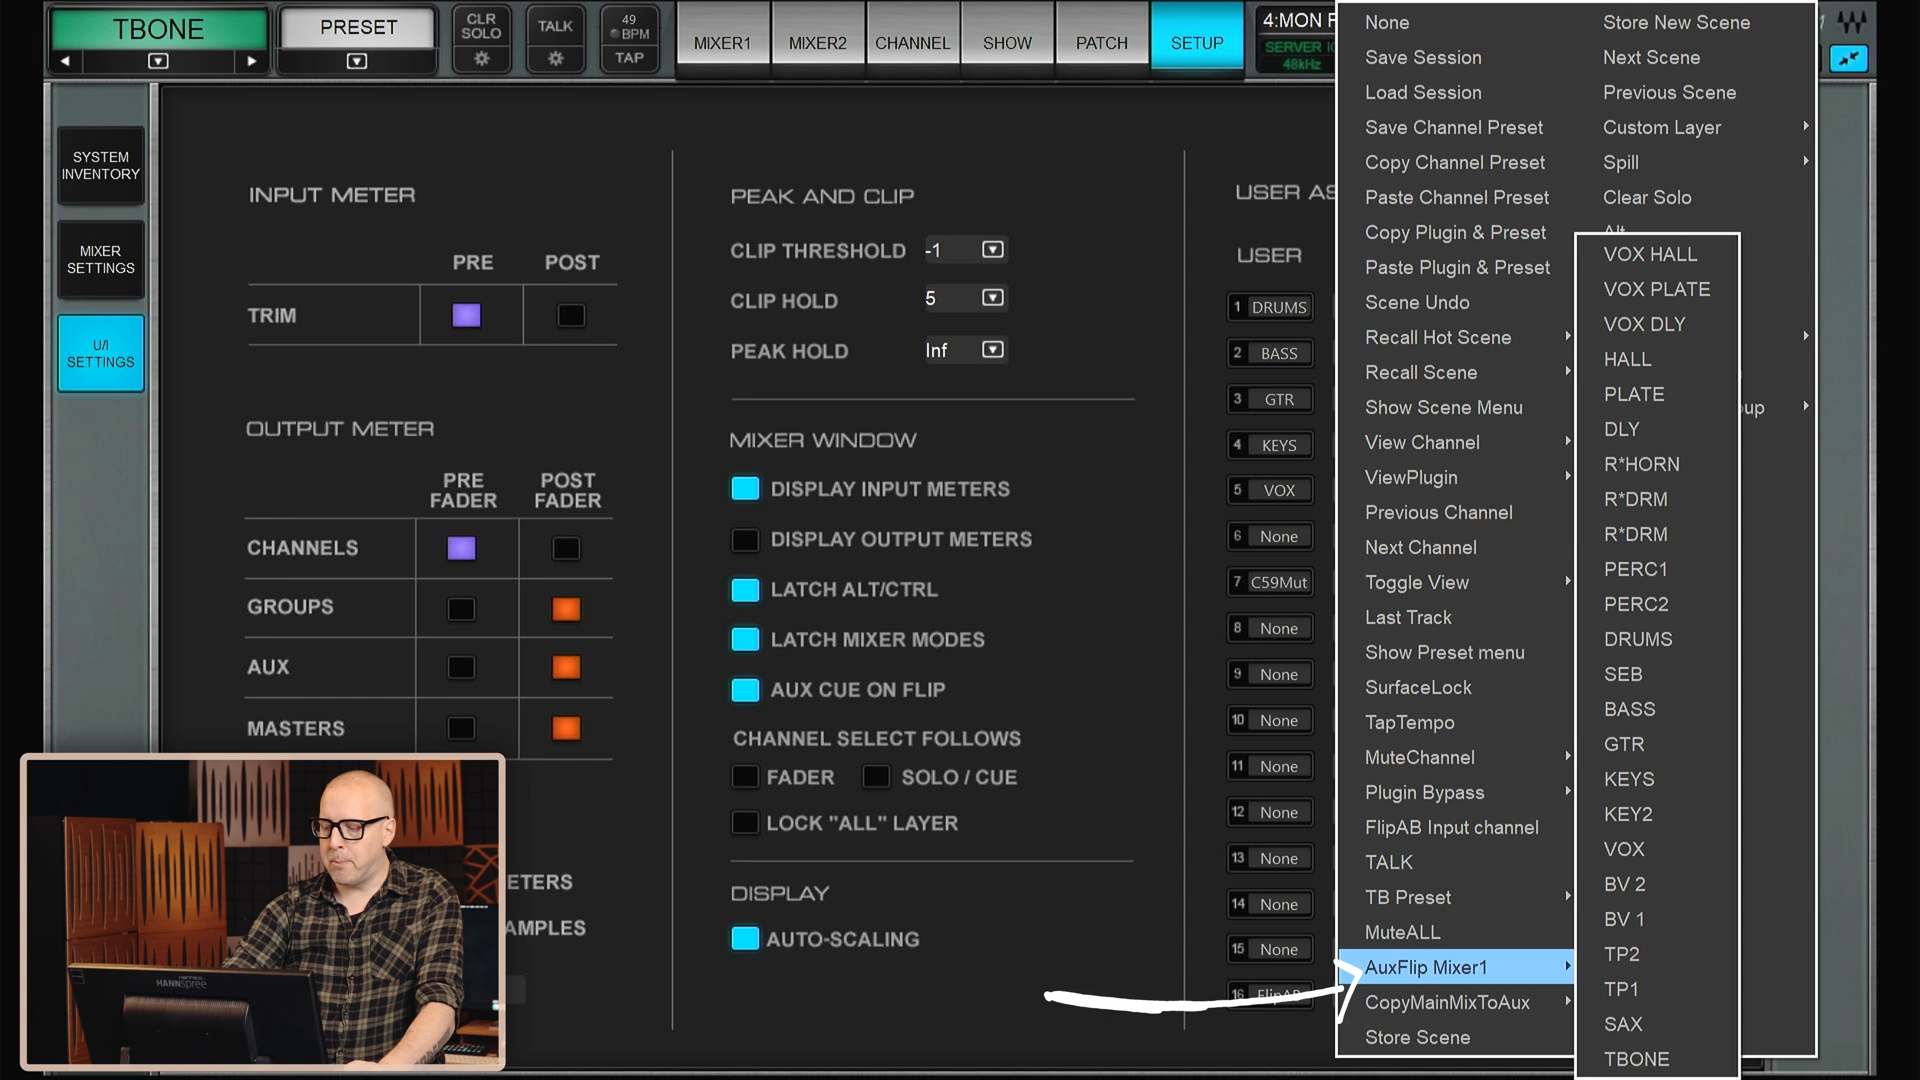 TBONE
PRESET
CLR
SOLO
TALK
49
BPM
TAP
MIXER1
MIXER2
CHANNEL
SHOW
PATCH
SETUP
4:MON F
SERVER
48kHz
SYSTEM
INVENTORY
MIXER
SETTINGS
U/I
SETTINGS
INPUT METER
PRE
POST
TRIM
OUTPUT METER
PRE
FADER
POST
FADER
CHANNELS
GROUPS
AUX
MASTERS
ETERS
AMPLES
HANNspree
PEAK AND CLIP
CLIP THRESHOLD
-1
CLIP HOLD
5
PEAK HOLD
Inf
MIXER WINDOW
DISPLAY INPUT METERS
DISPLAY OUTPUT METERS
LATCH ALT/CTRL
LATCH MIXER MODES
AUX CUE ON FLIP
CHANNEL SELECT FOLLOWS
FADER
SOLO / CUE
LOCK "ALL" LAYER
DISPLAY
AUTO-SCALING
USER AS
USER
1 DRUMS
2 BASS
3 GTR
4 KEYS
5 VOX
6 None
7 C59Mut
8 None
9 None
10 None
11 None
12 None
13 None
14 None
15 None
16 FlipAB
None
Save Session
Load Session
Save Channel Preset
Copy Channel Preset
Paste Channel Preset
Copy Plugin & Preset
Paste Plugin & Preset
Scene Undo
Recall Hot Scene
Recall Scene
Show Scene Menu
View Channel
ViewPlugin
Previous Channel
Next Channel
Toggle View
Last Track
Show Preset menu
SurfaceLock
TapTempo
MuteChannel
Plugin Bypass
FlipAB Input channel
TALK
TB Preset
MuteALL
AuxFlip Mixer1
CopyMainMixToAux
Store Scene
Store New Scene
Next Scene
Previous Scene
Custom Layer
Spill
Clear Solo
Alt
oup
VOX HALL
VOX PLATE
VOX DLY
HALL
PLATE
DLY
R*HORN
R*DRM
R*DRM
PERC1
PERC2
DRUMS
SEB
BASS
GTR
KEYS
KEY2
VOX
BV 2
BV 1
TP2
TP1
SAX
TBONE